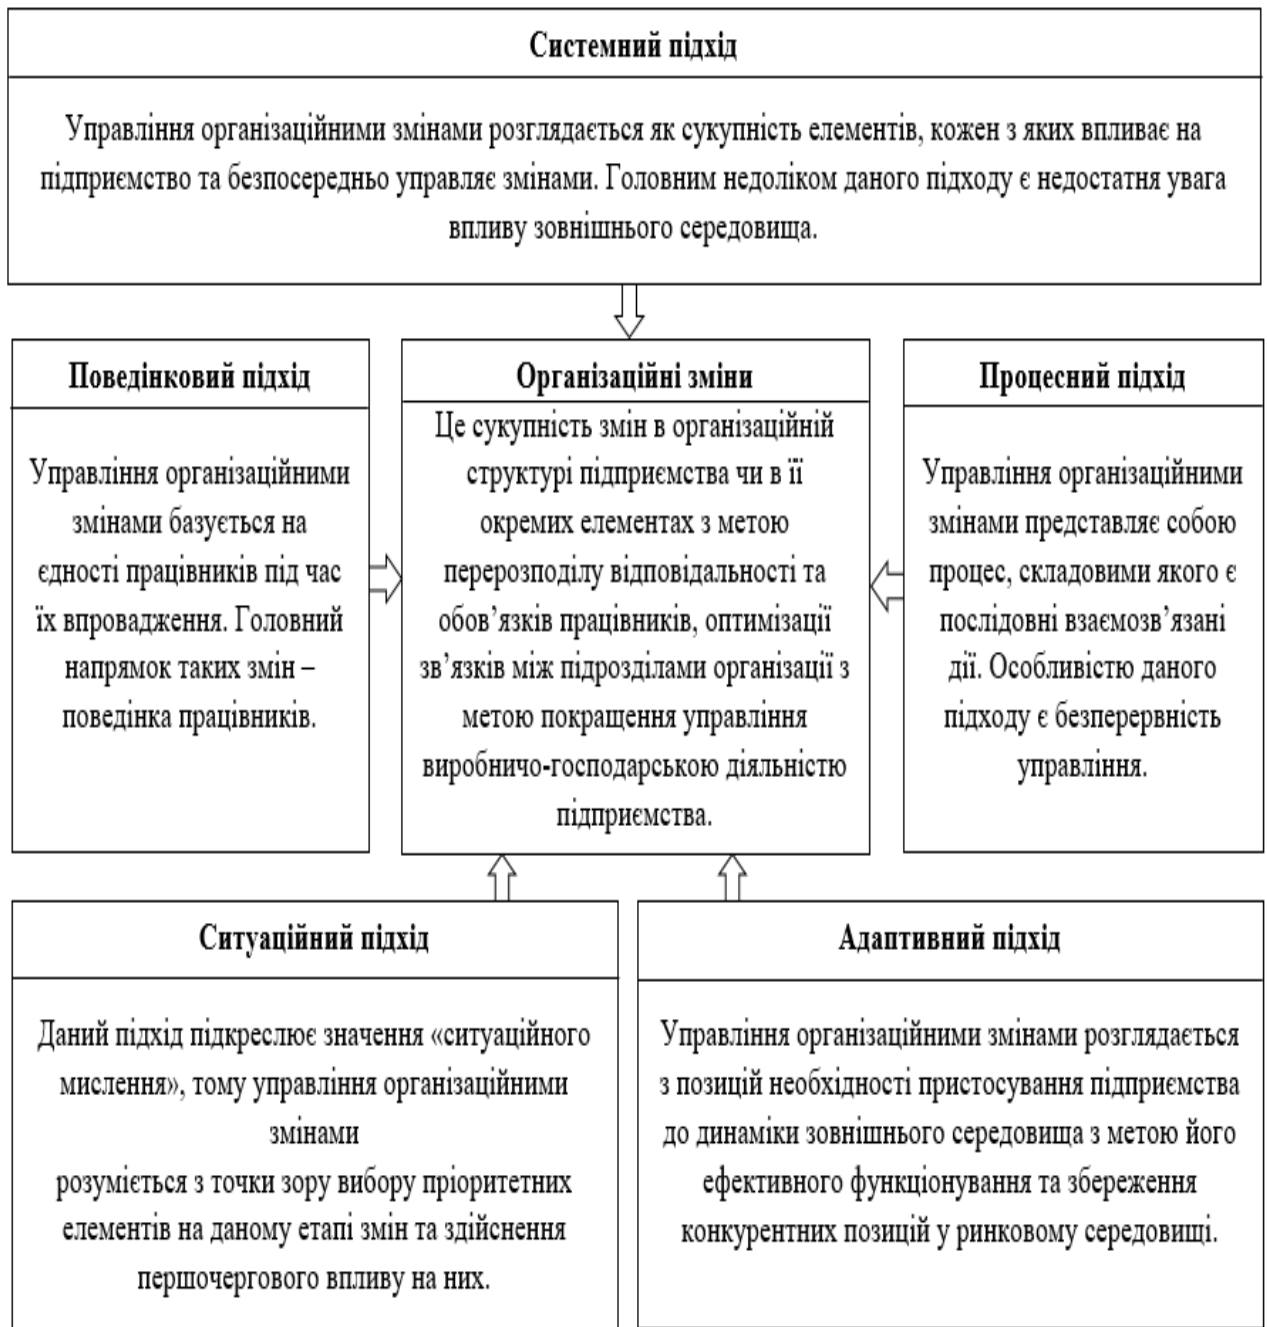 Системний підхід
Управління організаційними змінами розглядається як сукупність елементів, кожен з яких впливає на
підприємство та безпосередньо управляє змінами. Головним недоліком даного підходу є недостатня увага
впливу зовнішнього середовища.
Поведінковий підхід
Управління організаційними
змінами базується на
єдності працівників під час
їх впровадження. Головний
напрямок таких змін –
поведінка працівників.
Організаційні зміни
Це сукупність змін в організаційній
структурі підприємства чи в її
окремих елементах з метою
перерозподілу відповідальності та
обов’язків працівників, оптимізації
зв’язків між підрозділами організації з
метою покращення управління
виробничо-господарською діяльністю
підприємства.
Процесний підхід
Управління організаційними
змінами представляє собою
процес, складовими якого є
послідовні взаємозв’язані
дії. Особливістю даного
підходу є безперервність
управління.
Ситуаційний підхід
Даний підхід підкреслює значення «ситуаційного
мислення», тому управління організаційними
змінами
розуміється з точки зору вибору пріоритетних
елементів на даному етапі змін та здійснення
першочергового впливу на них.
Адаптивний підхід
Управління організаційними змінами розглядається
з позицій необхідності пристосування підприємства
до динаміки зовнішнього середовища з метою його
ефективного функціонування та збереження
конкурентних позицій у ринковому середовищі.